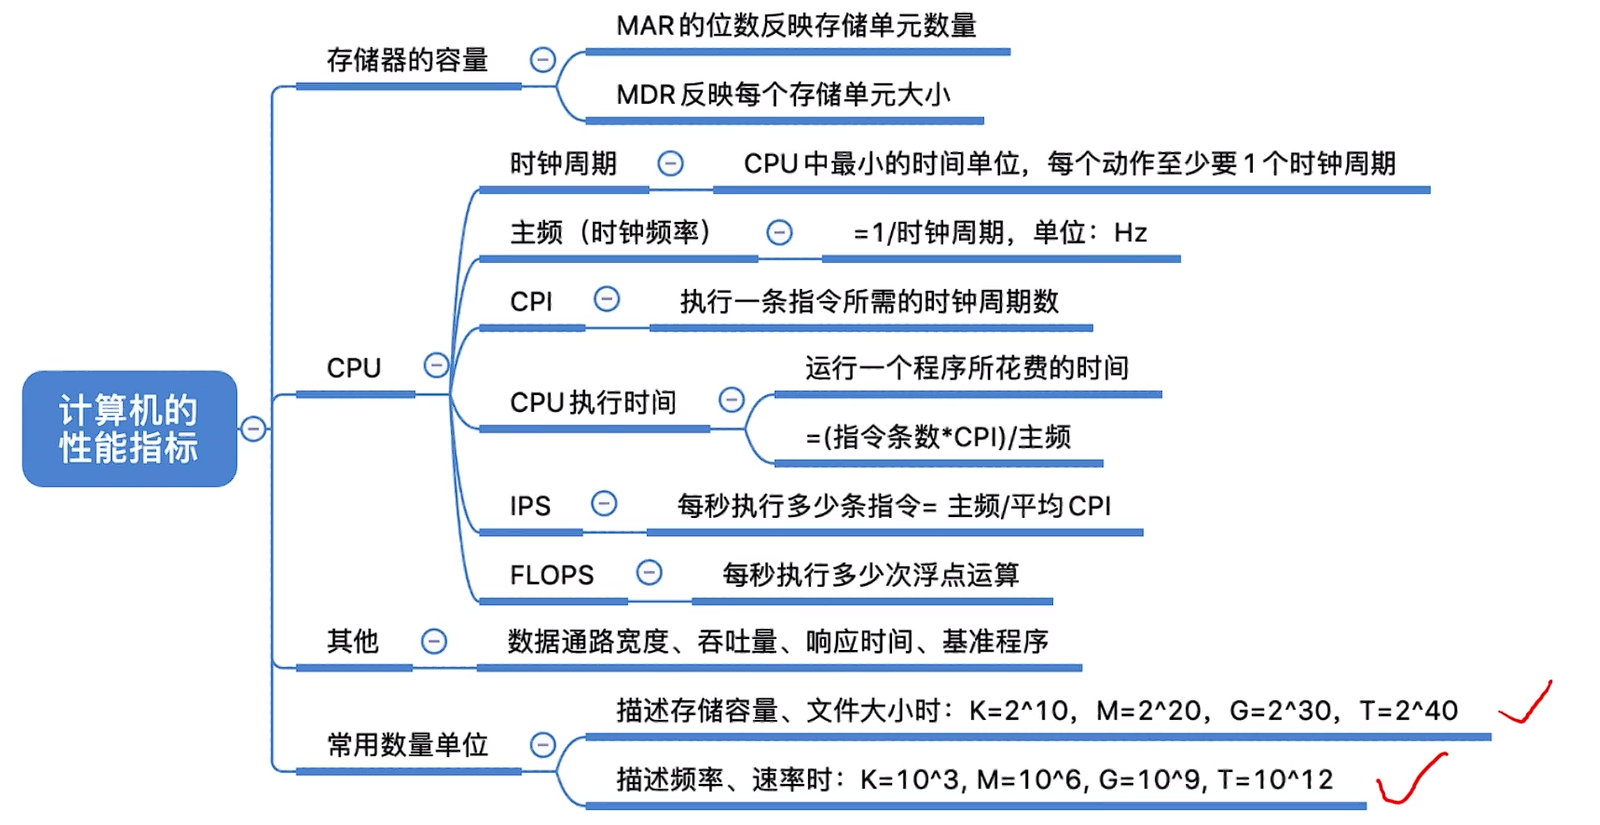 计算机的
性能指标
存储器的容量
MAR的位数反映存储单元数量
MDR反映每个存储单元大小
CPU
时钟周期
CPU中最小的时间单位，每个动作至少要1个时钟周期
主频（时钟频率）
=1/时钟周期，单位：Hz
CPI
执行一条指令所需的时钟周期数
CPU执行时间
运行一个程序所花费的时间
=(指令条数*CPI)/主频
IPS
每秒执行多少条指令= 主频/平均CPI
FLOPS
每秒执行多少次浮点运算
其他
数据通路宽度、吞吐量、响应时间、基准程序
常用数量单位
描述存储容量、文件大小时：K=2^10，M=2^20，G=2^30，T=2^40
描述频率、速率时：K=10^3, M=10^6, G=10^9, T=10^12